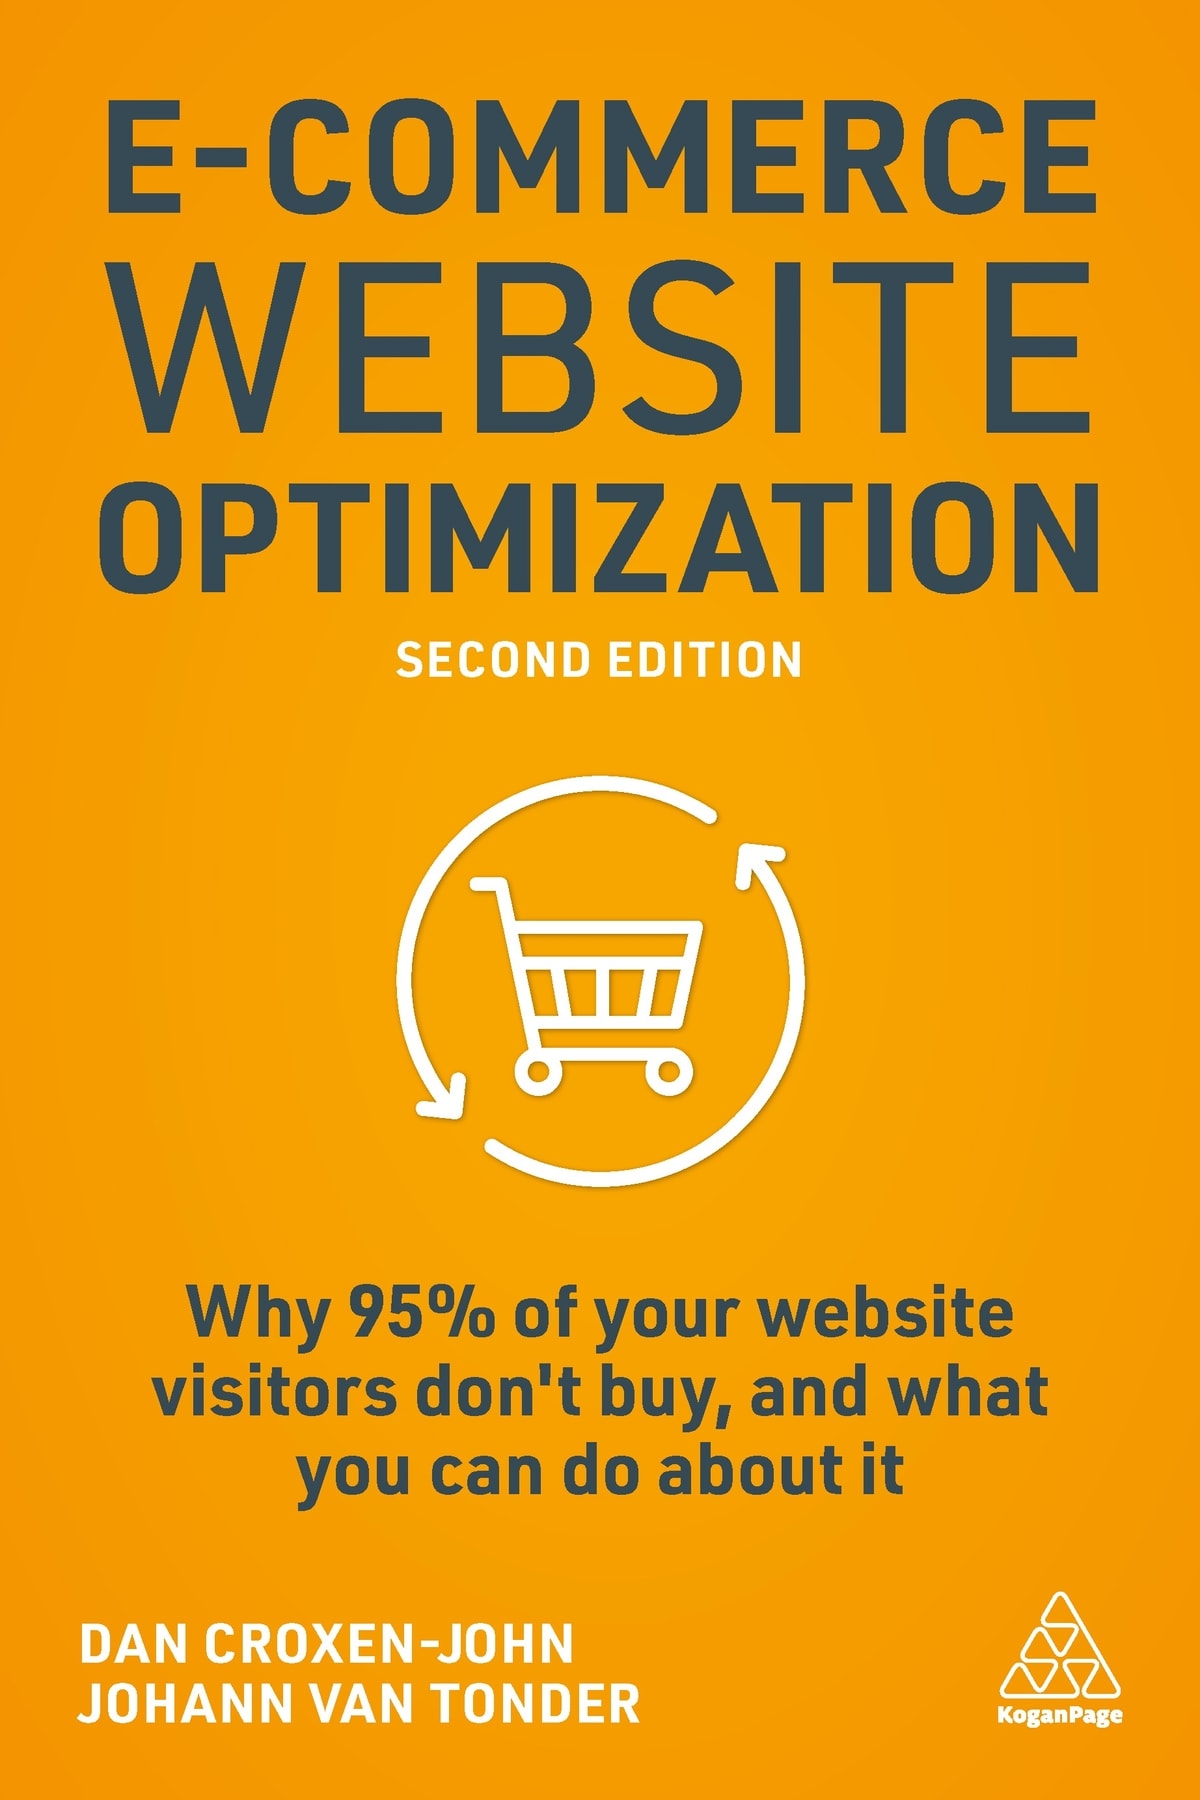 E-COMMERCE
WEBSITE
OPTIMIZATION
SECOND EDITION
Why 95% of your website
visitors don't buy, and what
you can do about it
DAN CROXEN-JOHN
JOHANN VAN TONDER
KoganPage